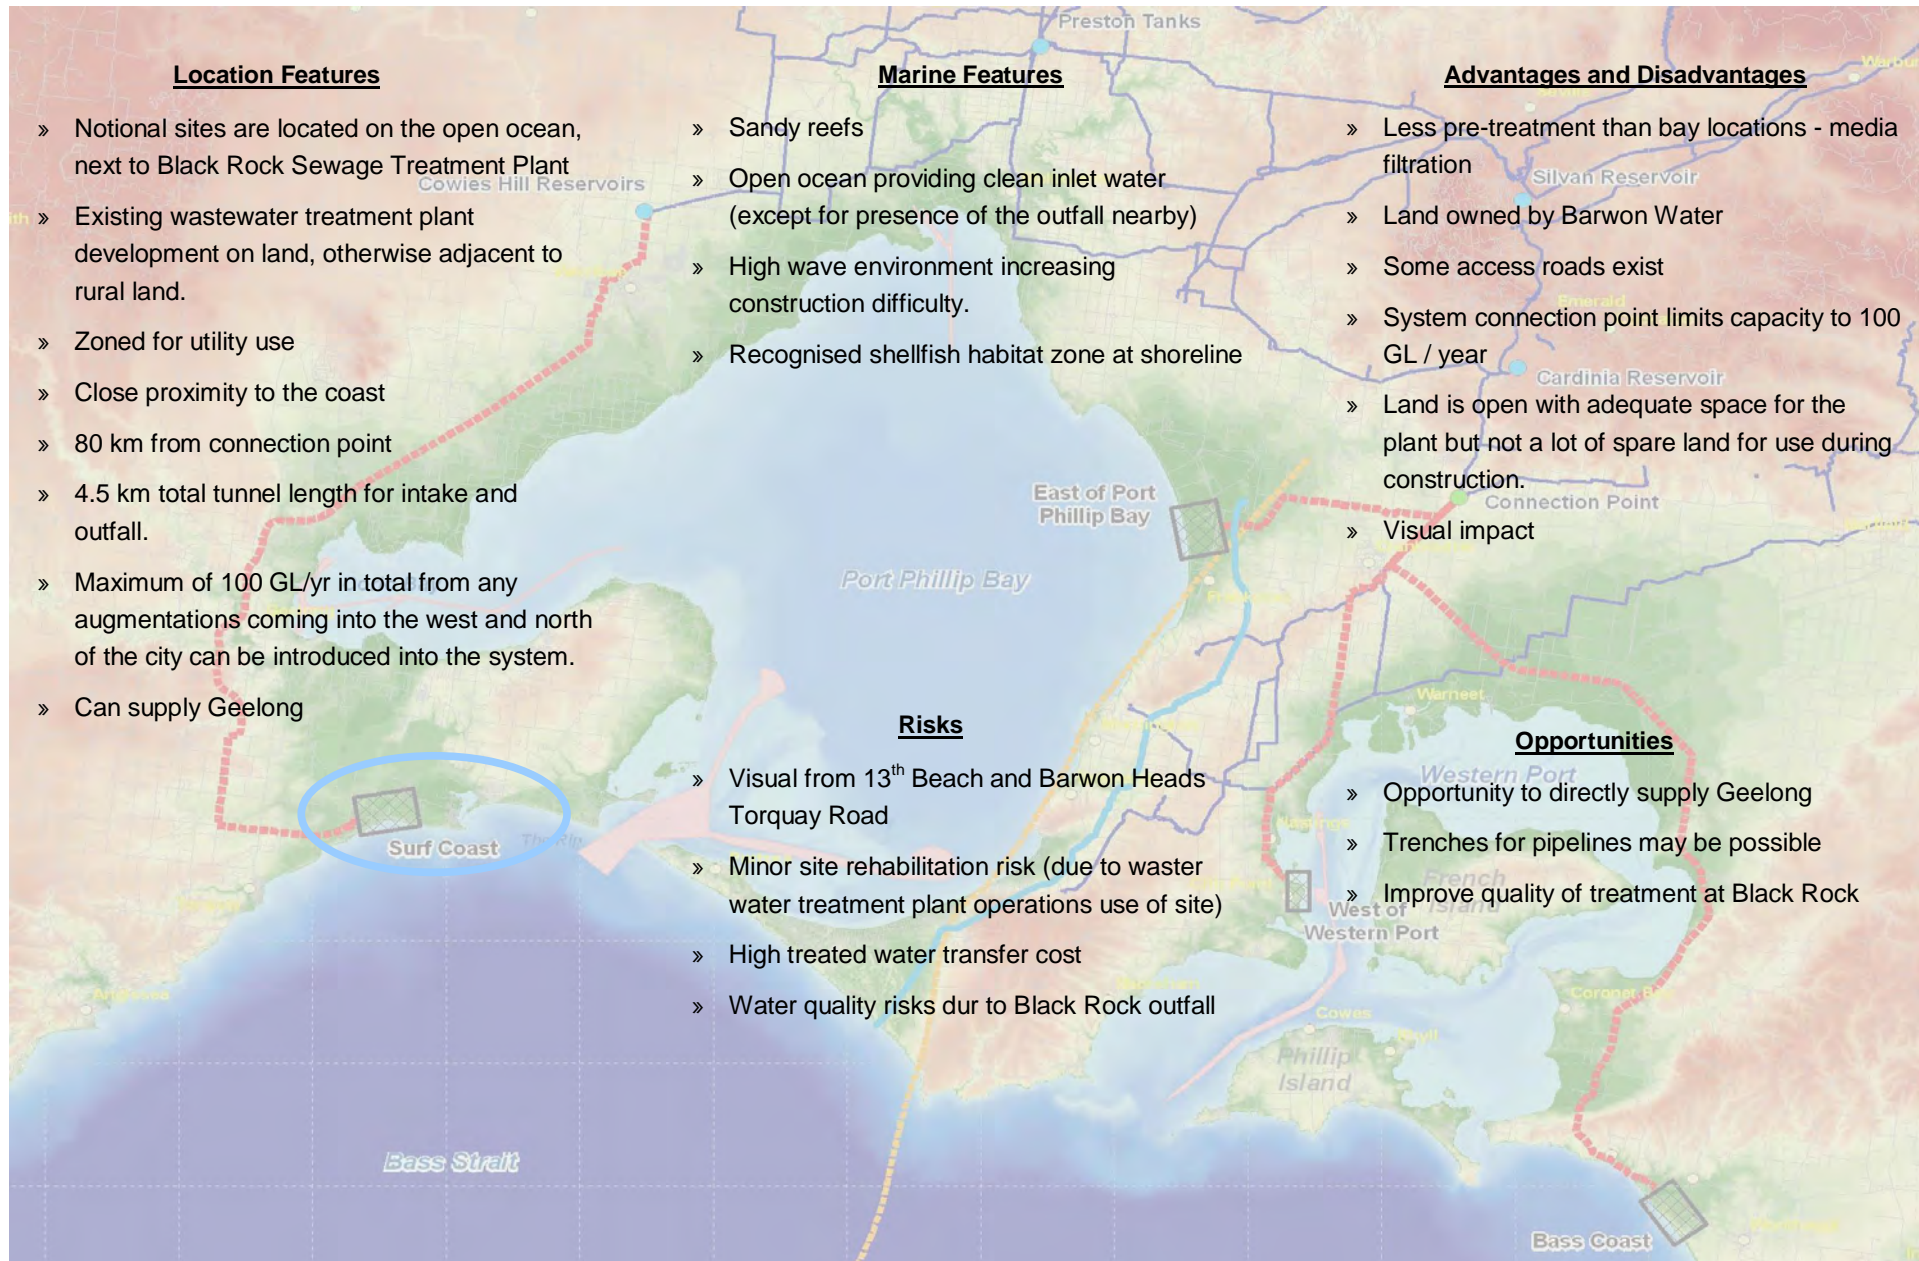 Location Features
» Notional sites are located on the open ocean,
next to Black Rock Sewage Treatment Plant
» Existing wastewater treatment plant
development on land, otherwise adjacent to
rural land.
» Zoned for utility use
» Close proximity to the coast
» 80 km from connection point
» 4.5 km total tunnel length for intake and
outfall.
» Maximum of 100 GL/yr in total from any
augmentations coming into the west and north
of the city can be introduced into the system.
» Can supply Geelong
Marine Features
» Sandy reefs
» Open ocean providing clean inlet water
(except for presence of the outfall nearby)
» High wave environment increasing
construction difficulty.
» Recognised shellfish habitat zone at shoreline
Risks
» Visual from 13th Beach and Barwon Heads
Torquay Road
» Minor site rehabilitation risk (due to waster
water treatment plant operations use of site)
» High treated water transfer cost
» Water quality risks dur to Black Rock outfall
Advantages and Disadvantages
» Less pre-treatment than bay locations - media
filtration
» Land owned by Barwon Water
» Some access roads exist
» System connection point limits capacity to 100
GL / year
» Land is open with adequate space for the
plant but not a lot of spare land for use during
construction.
» Visual impact
Opportunities
» Opportunity to directly supply Geelong
» Trenches for pipelines may be possible
» Improve quality of treatment at Black Rock
Preston Tanks
Cowies Hill Reservoirs
Silvan Reservoir
Emerald
Cardinia Reservoir
Connection Point
East of Port
Phillip Bay
Port Phillip Bay
Warneet
Western Port
Hastings
French
Island
West of
Western Port
Surf Coast
The Rip
Coronet Bay
Cowes
Rhyll
Phillip
Island
Bass Strait
Bass Coast